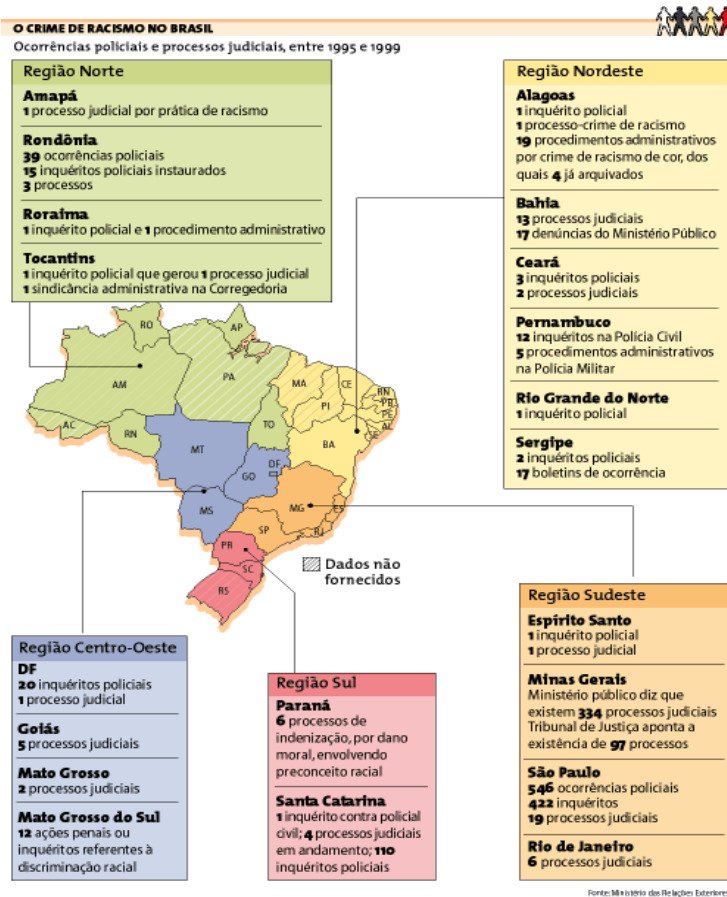 O CRIME DE RACISMO NO BRASIL
Ocorrências policiais e processos judiciais, entre 1995 e 1999
Região Norte
Amapá
1 processo judicial por prática de racismo
Rondônia
39 ocorrências policiais
15 inquéritos policiais instaurados
3 processos
Roraima
1 inquérito policial e 1 procedimento administrativo
Tocantins
1 inquérito policial que gerou 1 processo judicial
1 sindicância administrativa na Corregedoria
Região Nordeste
Alagoas
1 inquérito policial
1 processo-crime de racismo
19 procedimentos administrativos
por crime de racismo de cor, dos
quais 4 já arquivados
Bahia
13 processos judiciais
17 denúncias do Ministério Público
Ceará
3 inquéritos policiais
2 processos judiciais
Pernambuco
12 inquéritos na Polícia Civil
5 procedimentos administrativos
na Polícia Militar
Rio Grande do Norte
1 inquérito policial
Sergipe
2 inquéritos policiais
17 boletins de ocorrência
RO
AP
AM
PA
MA
CE
RN
PB
PE
AL
SE
PI
AC
RN
TO
BA
MT
DF
GO
MG
ES
MS
SP
RJ
PR
SC
RS
Dados não
fornecidos
Região Centro-Oeste
DF
20 inquéritos policiais
1 processo judicial
Goiás
5 processos judiciais
Mato Grosso
2 processos judiciais
Mato Grosso do Sul
12 ações penais ou
inquéritos referentes à
discriminação racial
Região Sul
Paraná
6 processos de
indenização, por dano
moral, envolvendo
preconceito racial
Santa Catarina
1 inquérito contra policial
civil; 4 processos judiciais
em andamento; 110
inquéritos policiais
Região Sudeste
Espírito Santo
1 inquérito policial
1 processo judicial
Minas Gerais
Ministério público diz que
existem 334 processos judiciais
Tribunal de Justiça aponta a
existência de 97 processos
São Paulo
546 ocorrências policiais
422 inquéritos
19 processos judiciais
Rio de Janeiro
6 processos judiciais
Fonte: Ministério das Relações Exteriores